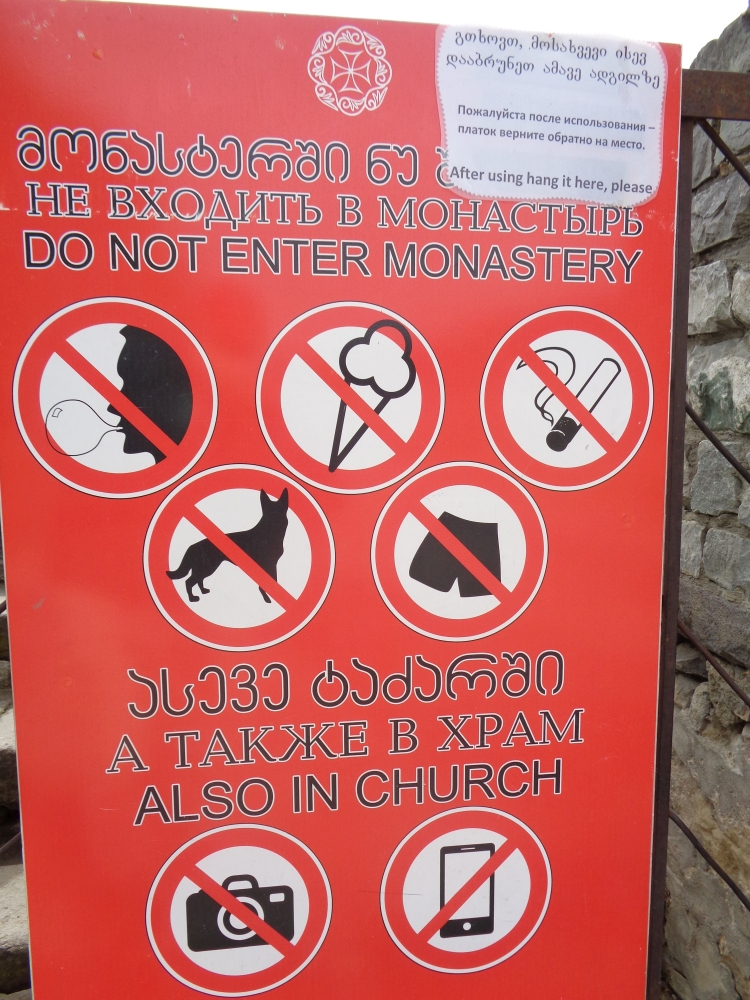 გთხოვთ, მოსახვევი ისევ
დააბრუნეთ ამავე ადგილზე
Пожалуйста после использования –
платок верните обратно на место.
After using hang it here, please
მონასტერში ნუ
НЕ ВХОДИТЬ В МОНАСТЫРЬ
DO NOT ENTER MONASTERY
ასევე ტაძარში
А ТАКЖЕ В ХРАМ
ALSO IN CHURCH